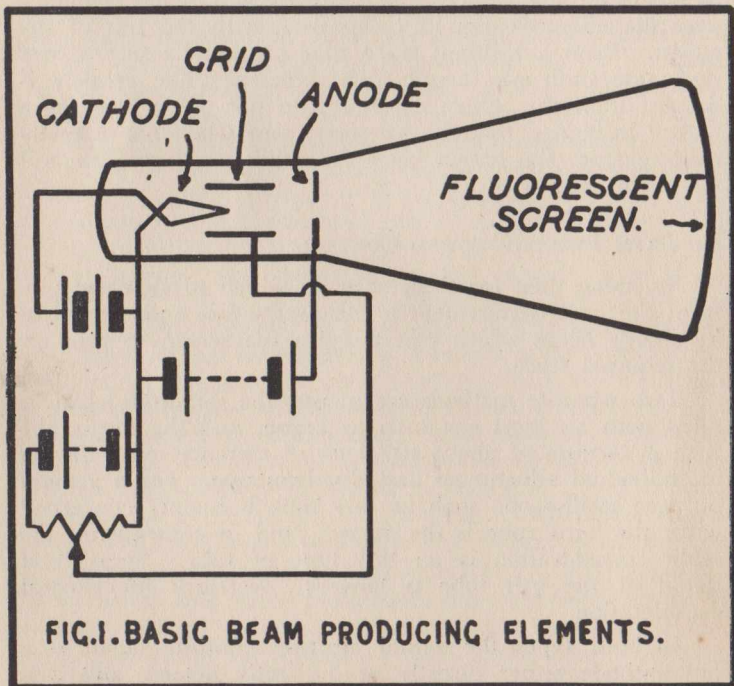 GRID
CATHODE
ANODE
FLUORESCENT
SCREEN.
FIG.1. BASIC BEAM PRODUCING ELEMENTS.